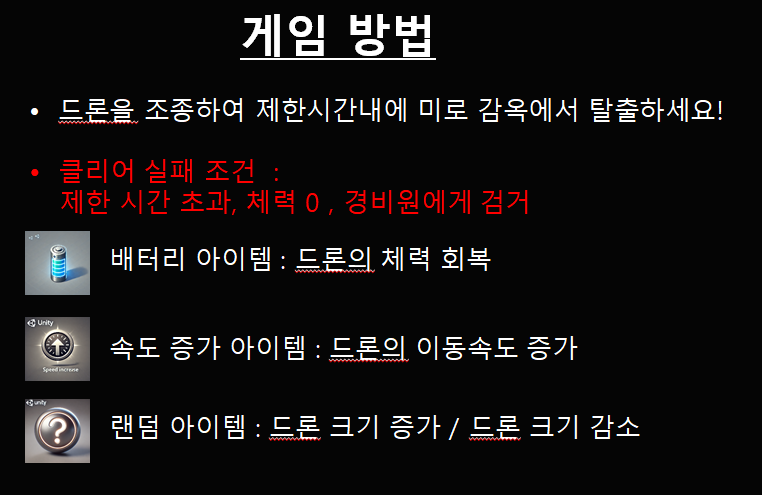 게임 방법
• 드론을 조종하여 제한시간내에 미로 감옥에서 탈출하세요!
• 클리어 실패 조건 :
제한 시간 초과, 체력 0 , 경비원에게 검거
배터리 아이템 : 드론의 체력 회복
Unity
Speed increase
속도 증가 아이템 : 드론의 이동속도 증가
unity
?
랜덤 아이템 : 드론 크기 증가 / 드론 크기 감소